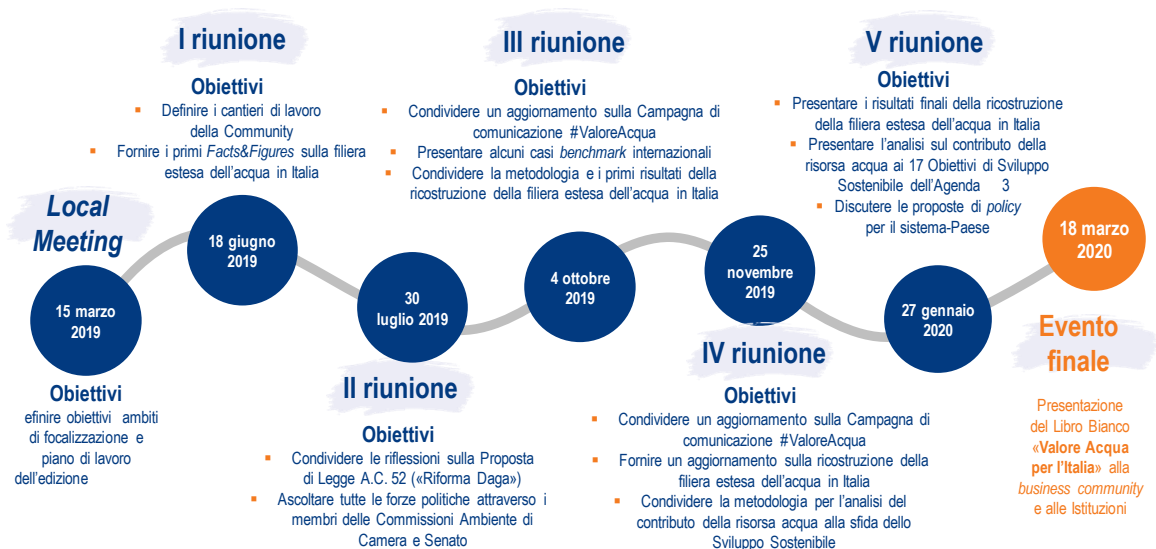 Local
Meeting
15 marzo
2019
Obiettivi
efinire obiettivi ambiti
di focalizzazione e
piano di lavoro
dell'edizione
I riunione
Obiettivi
▪ Definire i cantieri di lavoro
della Community
▪ Fornire i primi Facts&Figures sulla filiera
estesa dell'acqua in Italia
18 giugno
2019
30
luglio 2019
II riunione
Obiettivi
▪ Condividere le riflessioni sulla Proposta
di Legge A.C. 52 («Riforma Daga»)
▪ Ascoltare tutte le forze politiche attraverso i
membri delle Commissioni Ambiente di
Camera e Senato
III riunione
Obiettivi
▪ Condividere un aggiornamento sulla Campagna di
comunicazione #ValoreAcqua
▪ Presentare alcuni casi benchmark internazionali
▪ Condividere la metodologia e i primi risultati della
ricostruzione della filiera estesa dell'acqua in Italia
4 ottobre
2019
25
novembre
2019
IV riunione
Obiettivi
▪ Condividere un aggiornamento sulla Campagna di
comunicazione #ValoreAcqua
▪ Fornire un aggiornamento sulla ricostruzione della
filiera estesa dell'acqua in Italia
▪ Condividere la metodologia per l'analisi del
contributo della risorsa acqua alla sfida dello
Sviluppo Sostenibile
V riunione
Obiettivi
▪ Presentare i risultati finali della ricostruzione
della filiera estesa dell'acqua in Italia
▪ Presentare l'analisi sul contributo della
risorsa acqua ai 17 Obiettivi di Sviluppo
Sostenibile dell'Agenda 3
▪ Discutere le proposte di policy
per il sistema-Paese
27 gennaio
2020
18 marzo
2020
Evento
finale
Presentazione
del Libro Bianco
«Valore Acqua
per l'Italia» alla
business community
e alle Istituzioni